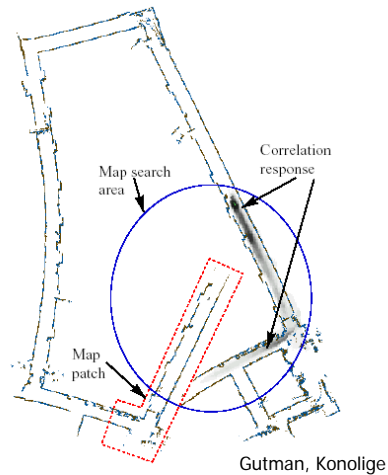 Correlation
response
Map search
area
Map
patch
Gutman, Konolige